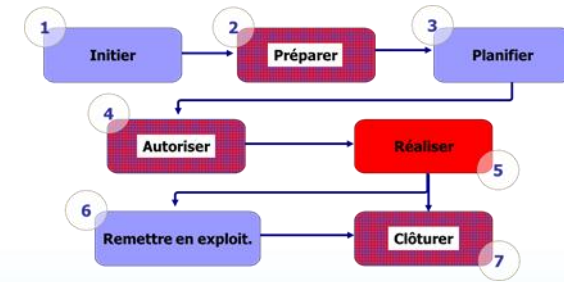 1
Initier
2
Préparer
3
Planifier
4
Autoriser
Réaliser
5
6
Remettre en exploit.
Clôturer
7